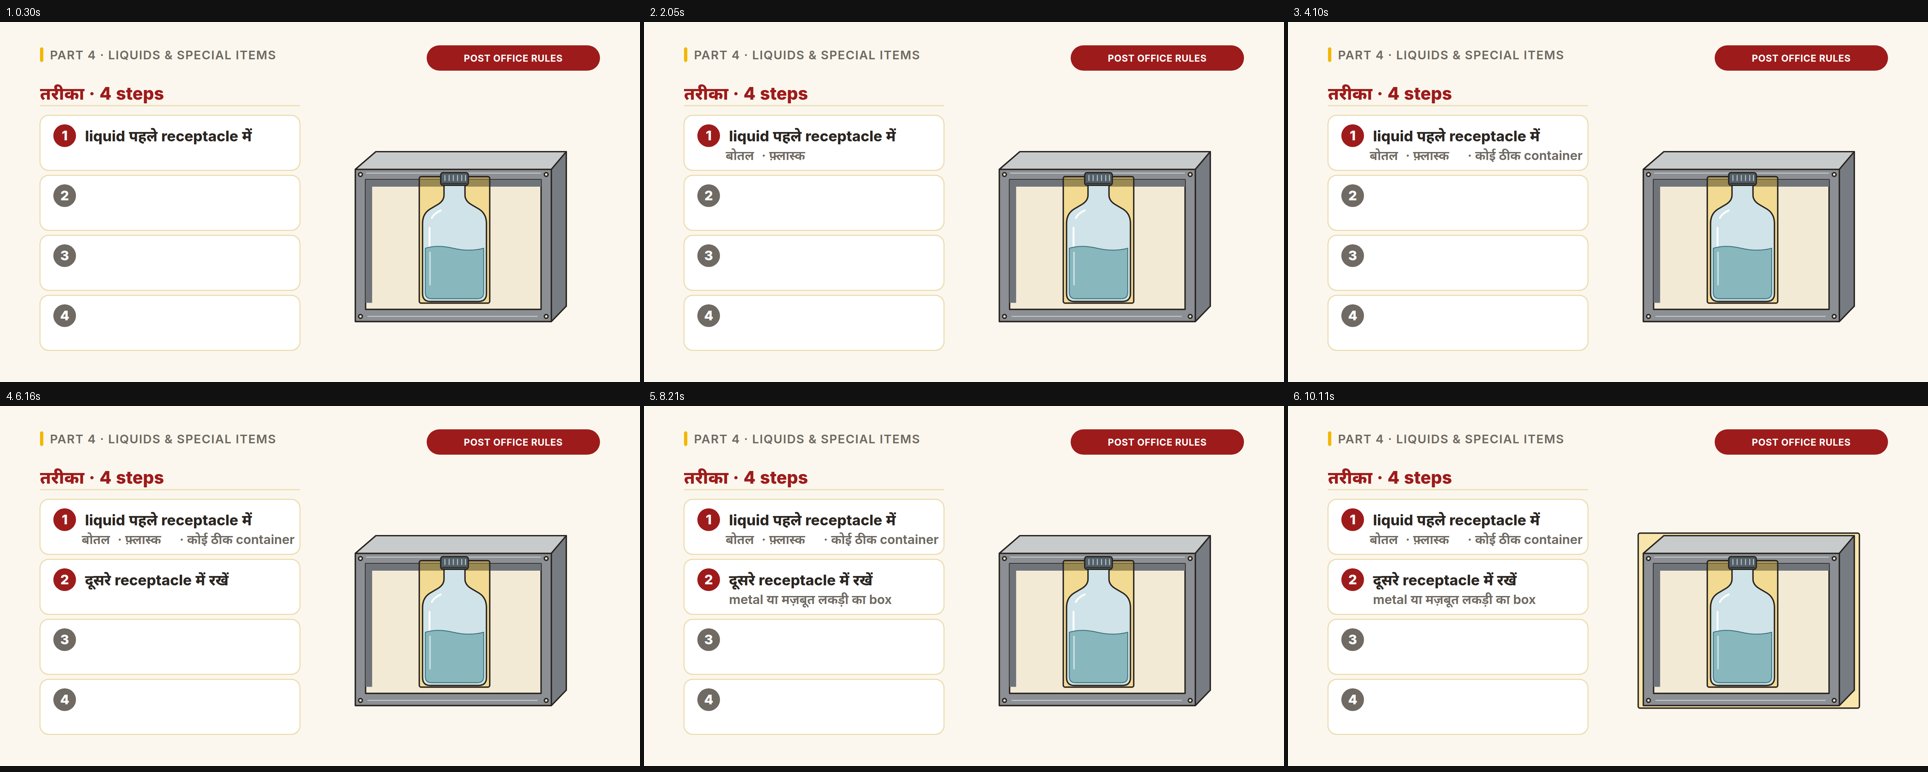 1. 0.30s
PART 4 · LIQUIDS & SPECIAL ITEMS
POST OFFICE RULES
तरीका · 4 steps
1 liquid पहले receptacle में
2
3
4
2. 2.05s
PART 4 · LIQUIDS & SPECIAL ITEMS
POST OFFICE RULES
तरीका · 4 steps
1 liquid पहले receptacle में
बोतल · फ़्लास्क
2
3
4
3. 4.10s
PART 4 · LIQUIDS & SPECIAL ITEMS
POST OFFICE RULES
तरीका · 4 steps
1 liquid पहले receptacle में
बोतल · फ़्लास्क · कोई ठीक container
2
3
4
4. 6.16s
PART 4 · LIQUIDS & SPECIAL ITEMS
POST OFFICE RULES
तरीका · 4 steps
1 liquid पहले receptacle में
बोतल · फ़्लास्क · कोई ठीक container
2 दूसरे receptacle में रखें
3
4
5. 8.21s
PART 4 · LIQUIDS & SPECIAL ITEMS
POST OFFICE RULES
तरीका · 4 steps
1 liquid पहले receptacle में
बोतल · फ़्लास्क · कोई ठीक container
2 दूसरे receptacle में रखें
metal या मज़बूत लकड़ी का box
3
4
6. 10.11s
PART 4 · LIQUIDS & SPECIAL ITEMS
POST OFFICE RULES
तरीका · 4 steps
1 liquid पहले receptacle में
बोतल · फ़्लास्क · कोई ठीक container
2 दूसरे receptacle में रखें
metal या मज़बूत लकड़ी का box
3
4